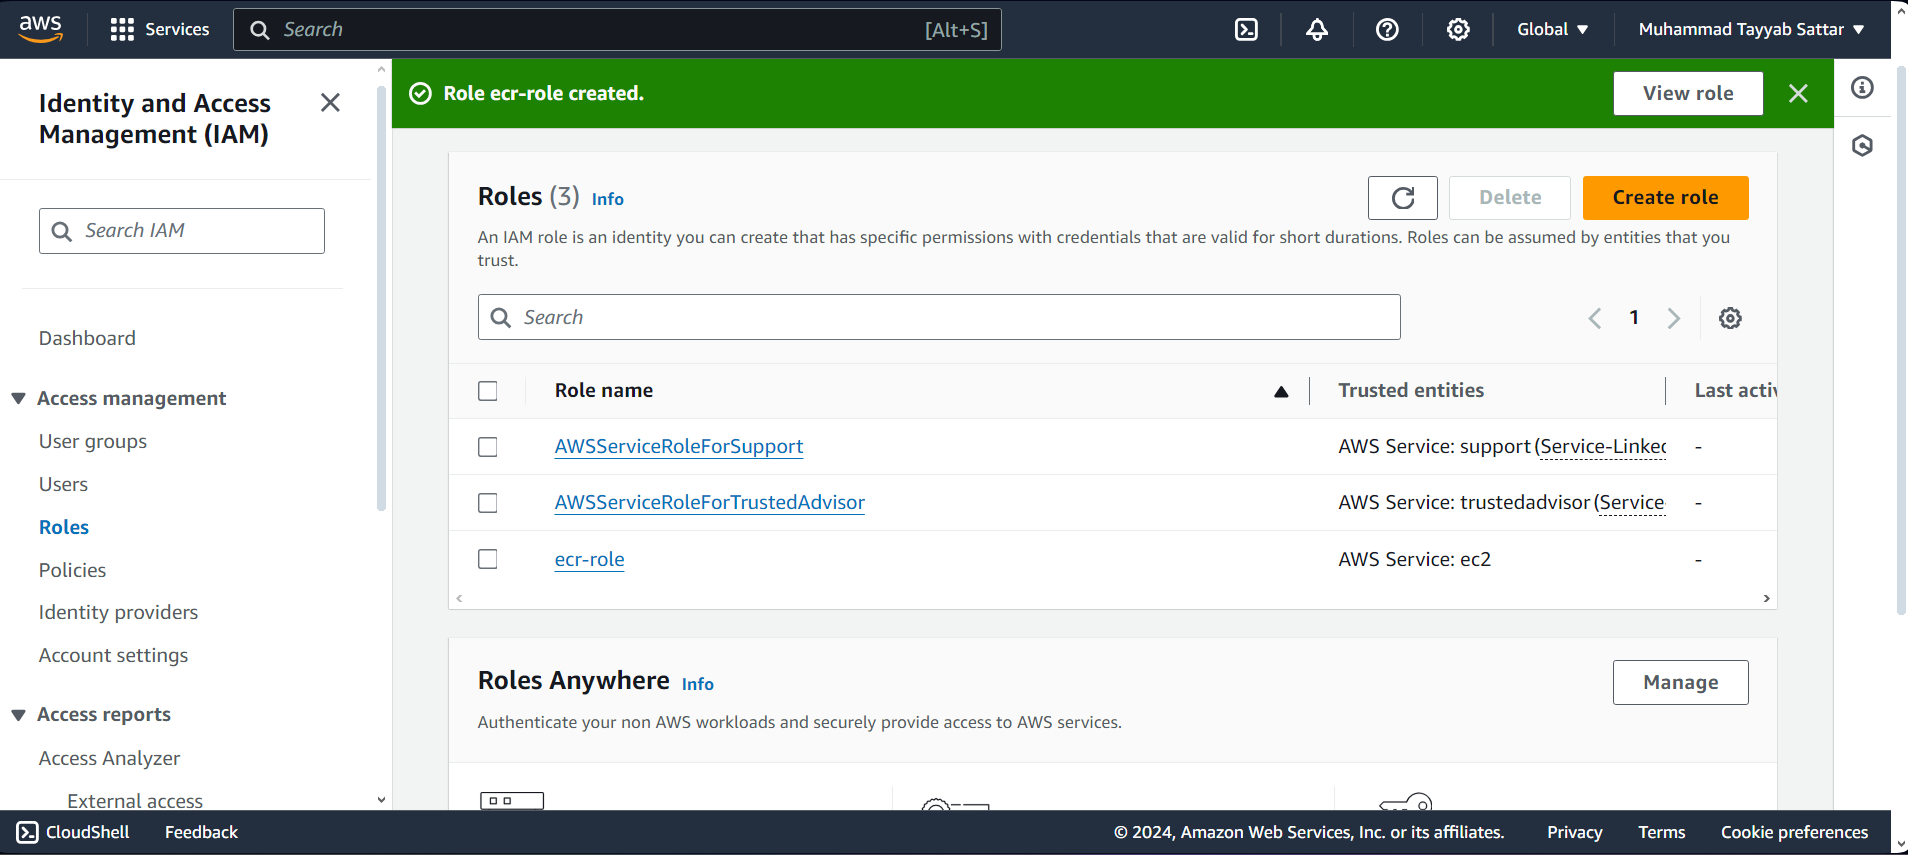 aws
Services
Search
[Alt+S]
Global
Muhammad Tayyab Sattar
Identity and Access
Management (IAM)
Search IAM
Dashboard
Access management
User groups
Users
Roles
Policies
Identity providers
Account settings
Access reports
Access Analyzer
External access
Role ecr-role created.
View role
Roles (3) Info
Delete
Create role
An IAM role is an identity you can create that has specific permissions with credentials that are valid for short durations. Roles can be assumed by entities that you
trust.
Search
1
Role name
Trusted entities
Last activ
AWSServiceRoleForSupport
AWS Service: support (Service-Linked
-
AWSServiceRoleForTrustedAdvisor
AWS Service: trustedadvisor (Service-
-
ecr-role
AWS Service: ec2
-
Roles Anywhere Info
Manage
Authenticate your non AWS workloads and securely provide access to AWS services.
CloudShell
Feedback
© 2024, Amazon Web Services, Inc. or its affiliates.
Privacy
Terms
Cookie preferences